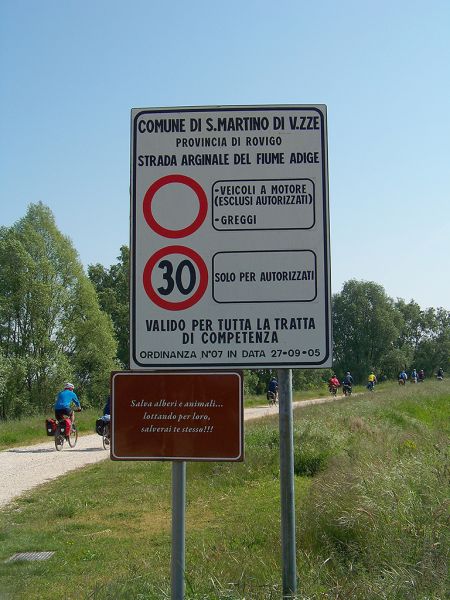 COMUNE DI S.MARTINO DI V.ZZE
PROVINCIA DI ROVIGO
STRADA ARGINALE DEL FIUME ADIGE
-VEICOLI A MOTORE
(ESCLUSI AUTORIZZATI)
-GREGGI
30
SOLO PER AUTORIZZATI
VALIDO PER TUTTA LA TRATTA
DI COMPETENZA
ORDINANZA N°07 IN DATA 27-09-05
Salva alberi e animali...
lottando per loro,
salverai te stesso!!!